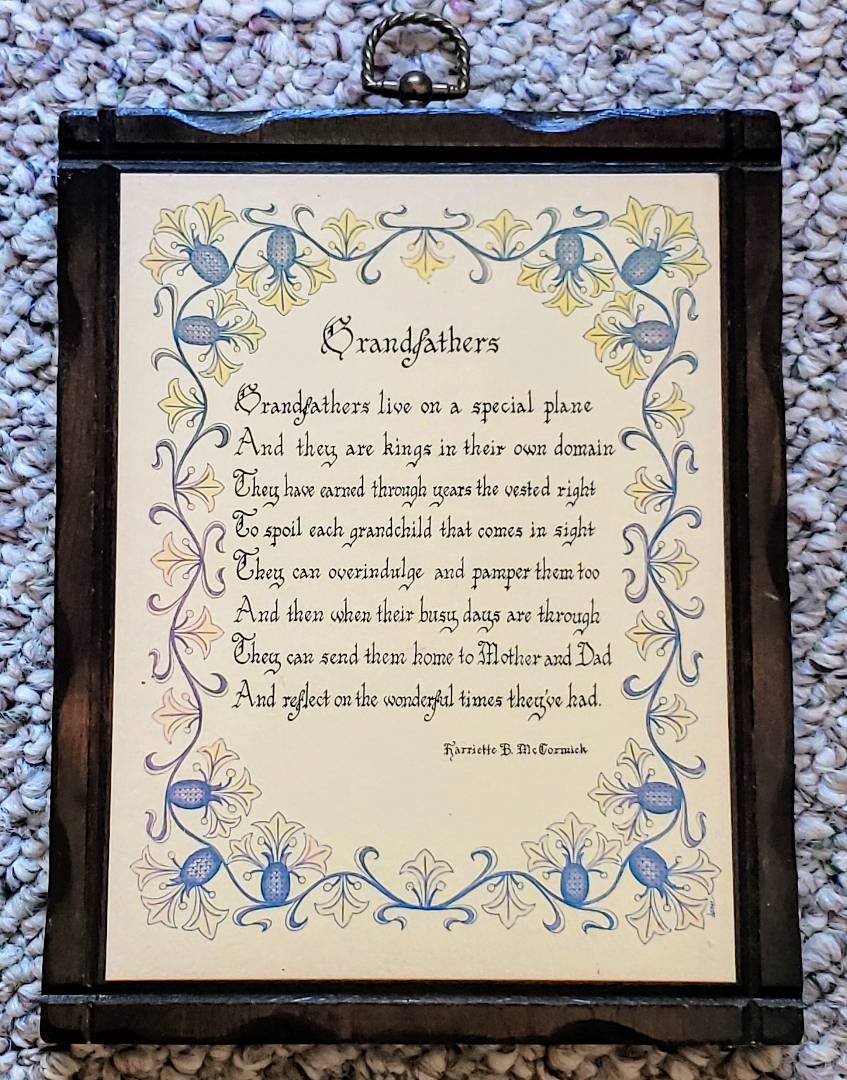 Grandfathers
Grandfathers live on a special plane
And they are kings in their own domain
They have earned through years the vested right
To spoil each grandchild that comes in sight
They can overindulge and pamper them too
And then when their busy days are through
They can send them home to Mother and Dad
And reflect on the wonderful times they've had.
Harriette B. McCormick